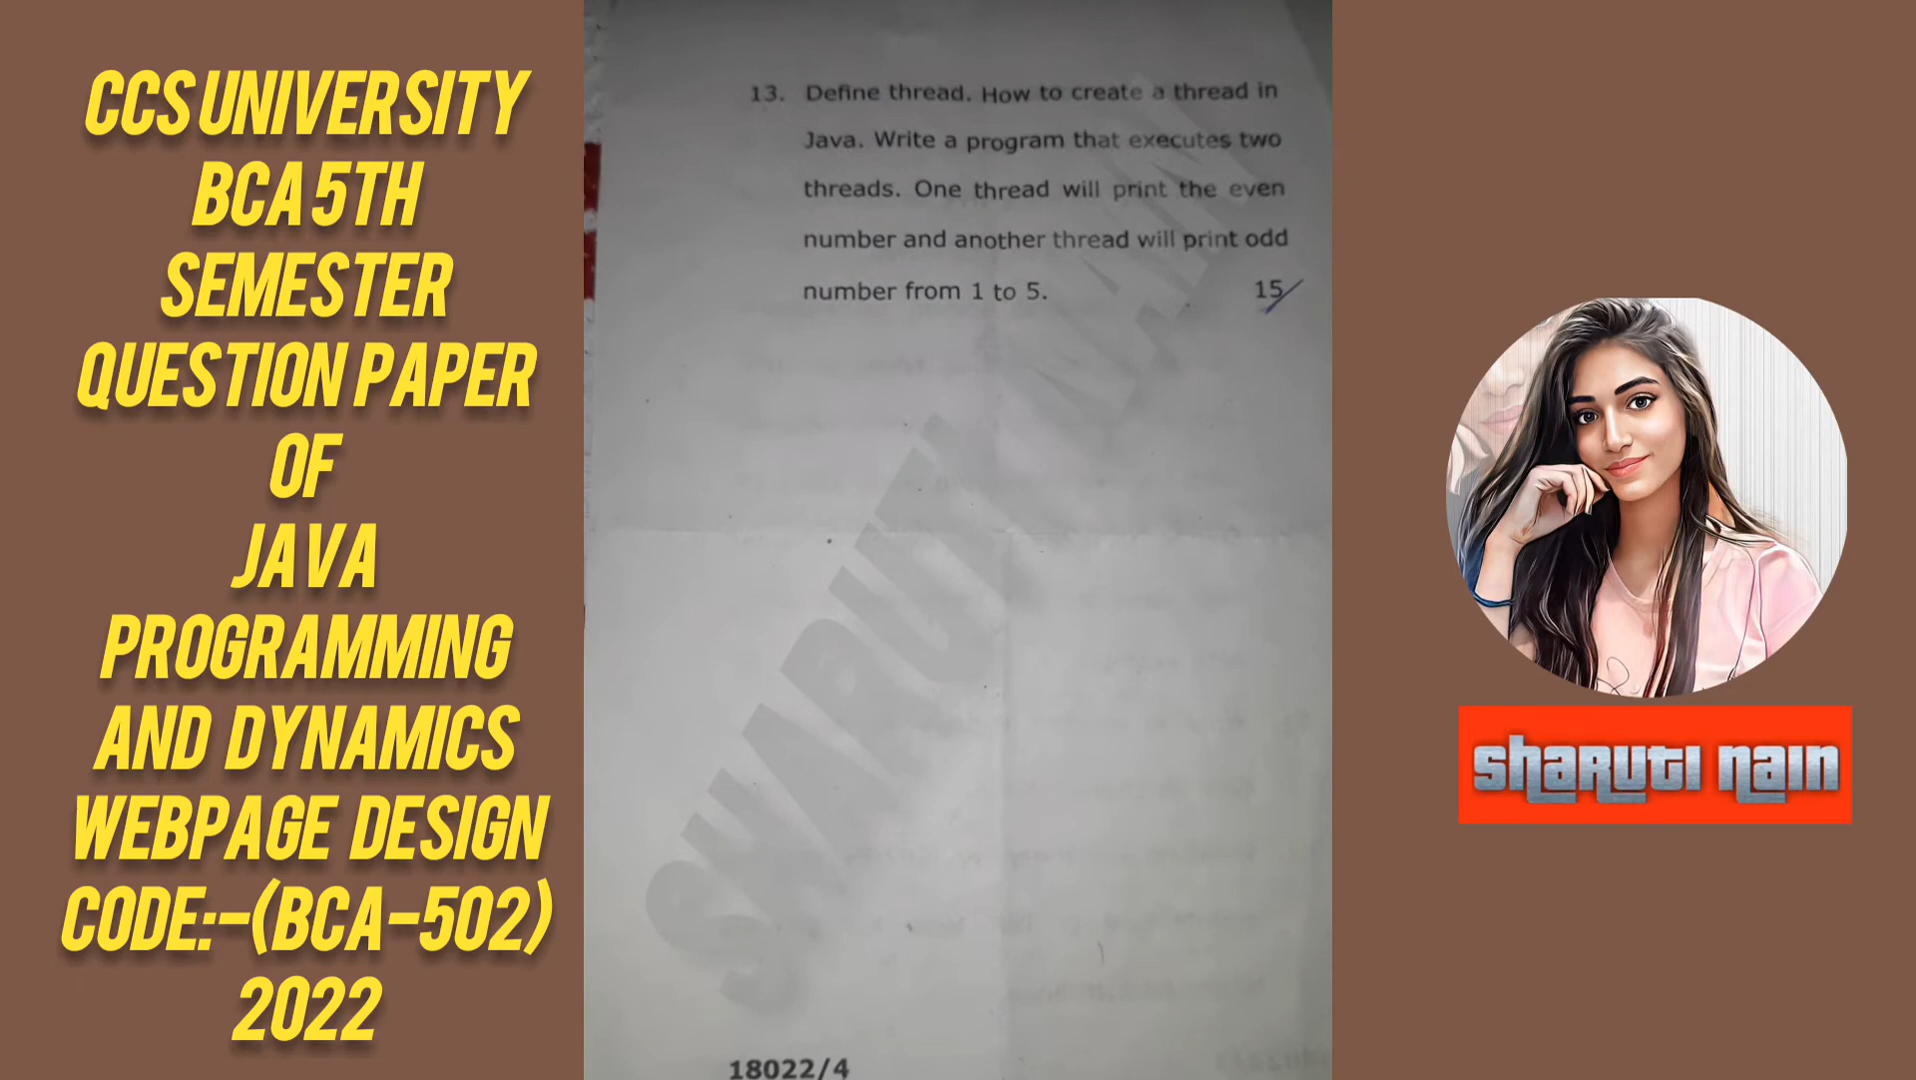 CCS UNIVERSITY
BCA 5TH
SEMESTER
QUESTION PAPER
OF
JAVA
PROGRAMMING
AND DYNAMICS
WEBPAGE DESIGN
CODE:-(BCA-502)
2022
13. Define thread. How to create a thread in
Java. Write a program that executes two
threads. One thread will print the even
number and another thread will print odd
number from 1 to 5. 15
SHARUTI NAIN
18022/4
SHARUTI NAIN